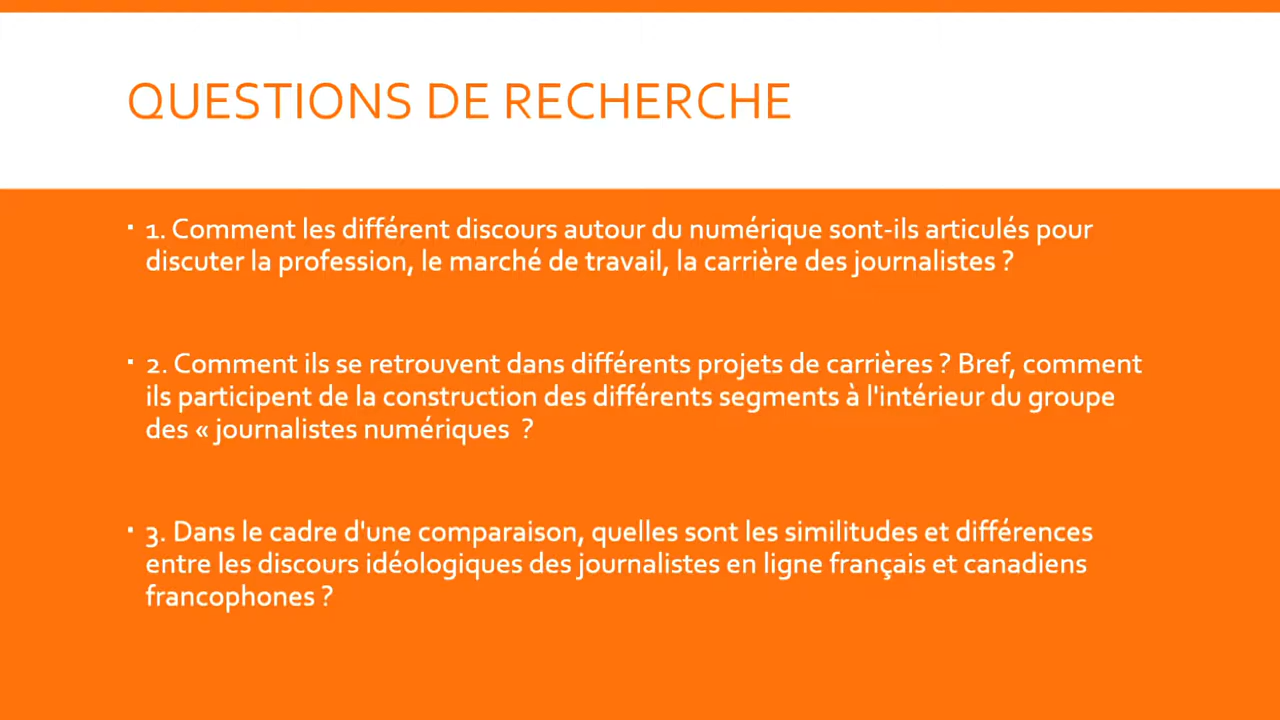 QUESTIONS DE RECHERCHE
▪ 1. Comment les différent discours autour du numérique sont-ils articulés pour
discuter la profession, le marché de travail, la carrière des journalistes ?
▪ 2. Comment ils se retrouvent dans différents projets de carrières ? Bref, comment
ils participent de la construction des différents segments à l'intérieur du groupe
des « journalistes numériques  ?
▪ 3. Dans le cadre d'une comparaison, quelles sont les similitudes et différences
entre les discours idéologiques des journalistes en ligne français et canadiens
francophones ?